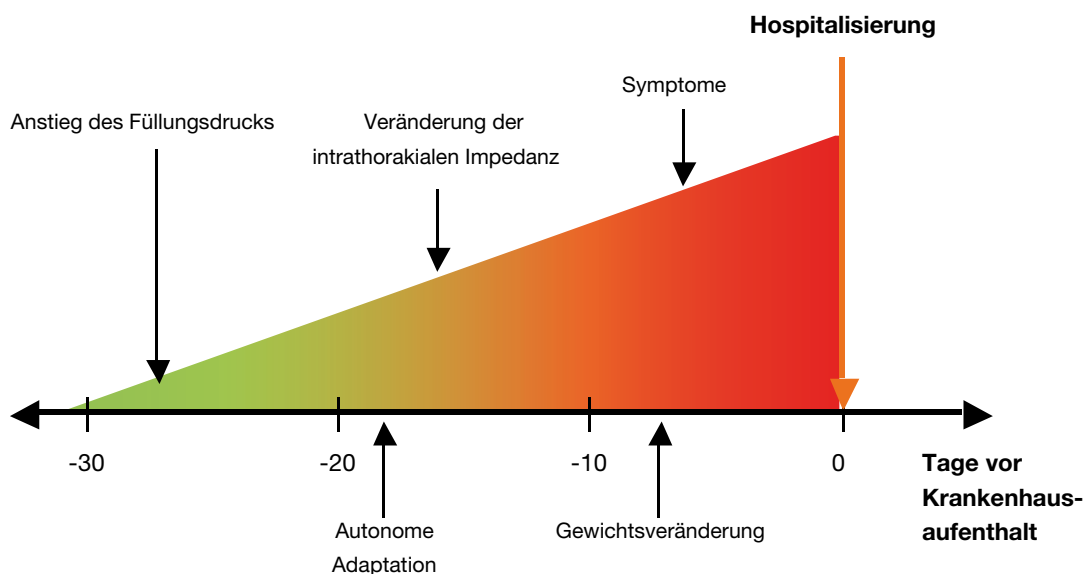 Hospitalisierung
Symptome
Anstieg des Füllungsdrucks
Veränderung der
intrathorakialen Impedanz
-30
-20
-10
0
Tage vor
Krankenhaus-
aufenthalt
Autonome
Adaptation
Gewichtsveränderung